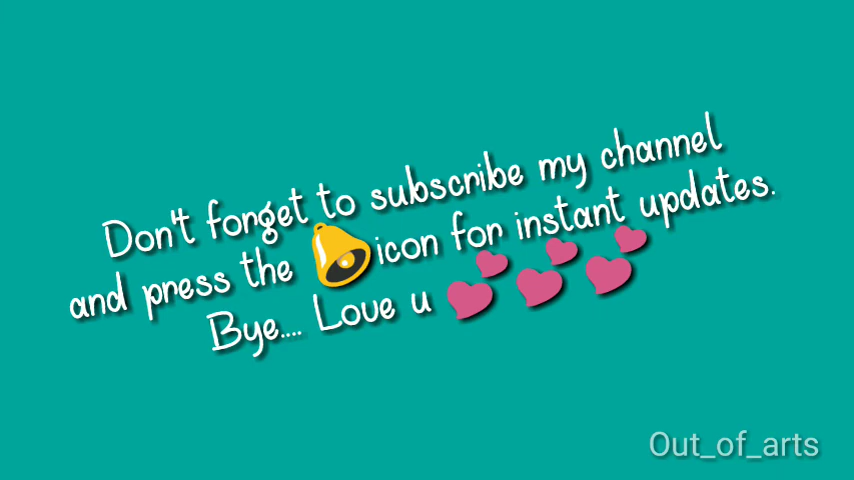 Don't forget to subscribe my channel
and press the 🔔 icon for instant updates.
Bye.... Love u 💕 💕 💕
Out_of_arts